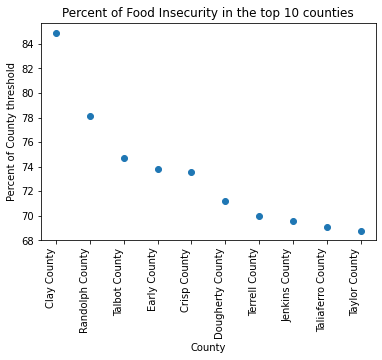 Percent of Food Insecurity in the top 10 counties
Percent of County threshold
84
82
80
78
76
74
72
70
68
Clay County
Randolph County
Talbot County
Early County
Crisp County
Dougherty County
Terrell County
Jenkins County
Taliaferro County
Taylor County
County